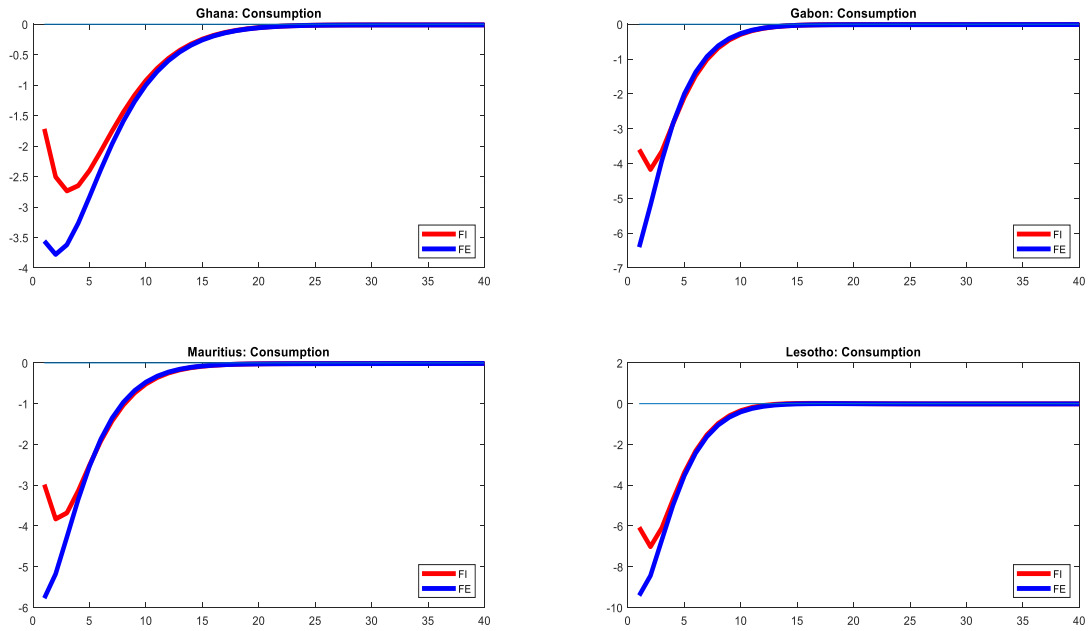 Ghana: Consumption
0
-0.5
-1
-1.5
-2
-2.5
-3
-3.5
-4
0 5 10 15 20 25 30 35 40
FI
FE
Gabon: Consumption
0
-1
-2
-3
-4
-5
-6
-7
0 5 10 15 20 25 30 35 40
FI
FE
Mauritius: Consumption
0
-1
-2
-3
-4
-5
-6
0 5 10 15 20 25 30 35 40
FI
FE
Lesotho: Consumption
2
0
-2
-4
-6
-8
-10
0 5 10 15 20 25 30 35 40
FI
FE